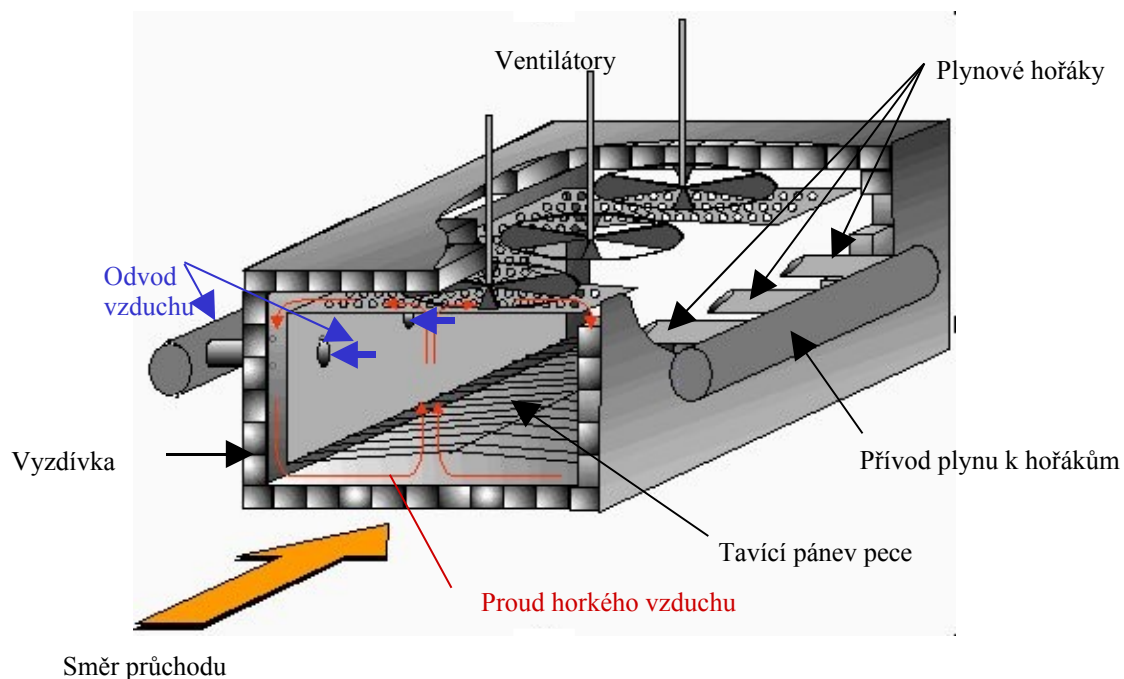 Ventilátory
Plynové hořáky
Odvod
vzduchu
Vyzdívka
Přívod plynu k hořákům
Tavící pánev pece
Proud horkého vzduchu
Směr průchodu